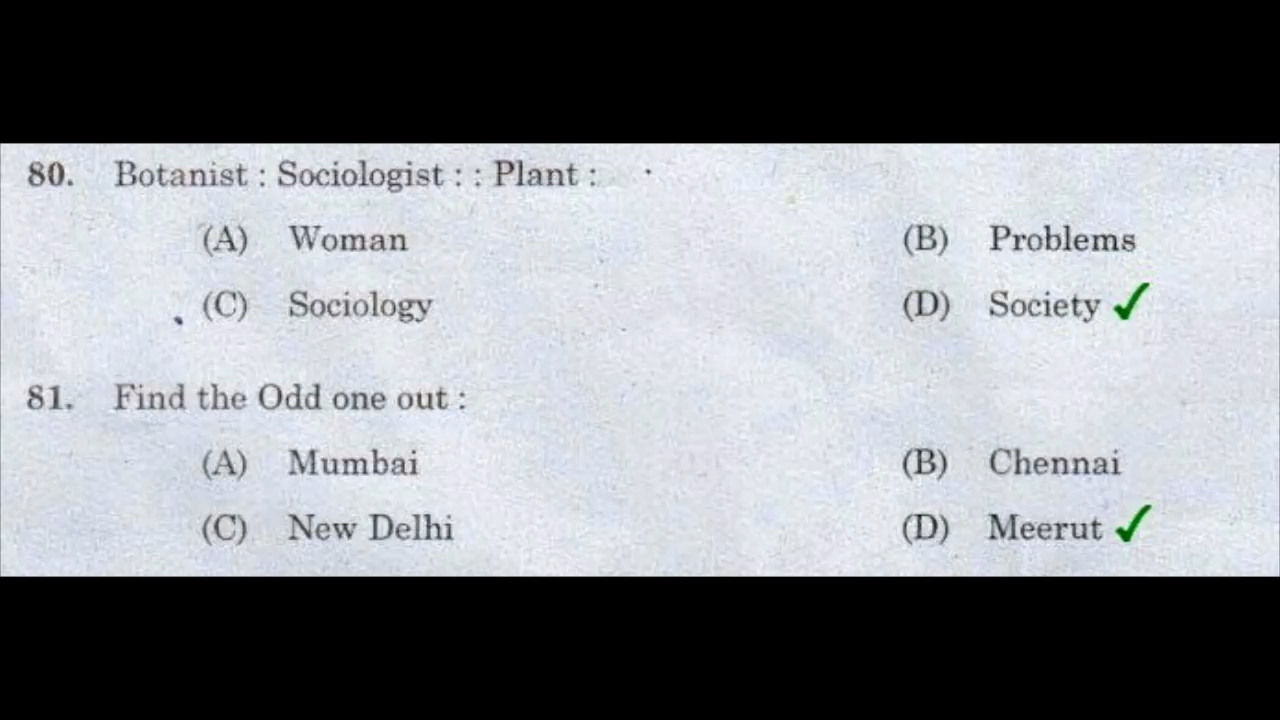 80. Botanist : Sociologist : : Plant :
(A) Woman (B) Problems
(C) Sociology (D) Society ✓
81. Find the Odd one out :
(A) Mumbai (B) Chennai
(C) New Delhi (D) Meerut ✓